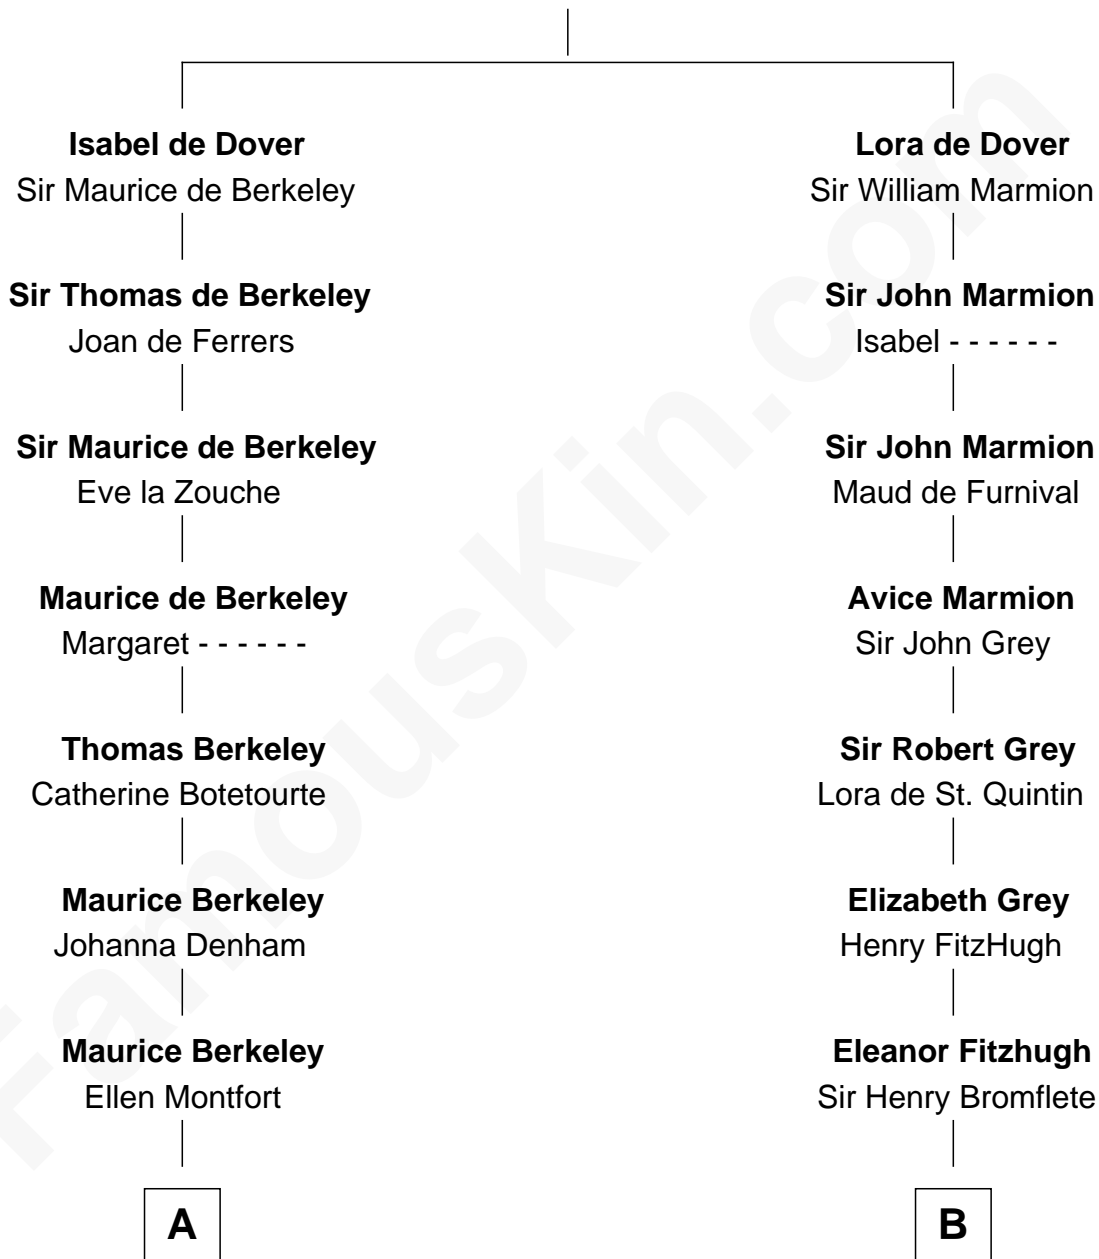 Isabel de Dover
Sir Maurice de Berkeley
Lora de Dover
Sir William Marmion
Sir Thomas de Berkeley
Joan de Ferrers
Sir John Marmion
Isabel - - - - - -
Sir Maurice de Berkeley
Eve la Zouche
Sir John Marmion
Maud de Furnival
Maurice de Berkeley
Margaret - - - - - -
Avice Marmion
Sir John Grey
Thomas Berkeley
Catherine Botetourte
Sir Robert Grey
Lora de St. Quintin
Maurice Berkeley
Johanna Denham
Elizabeth Grey
Henry FitzHugh
Maurice Berkeley
Ellen Montfort
Eleanor Fitzhugh
Sir Henry Bromflete
A
B
FamousKin.com